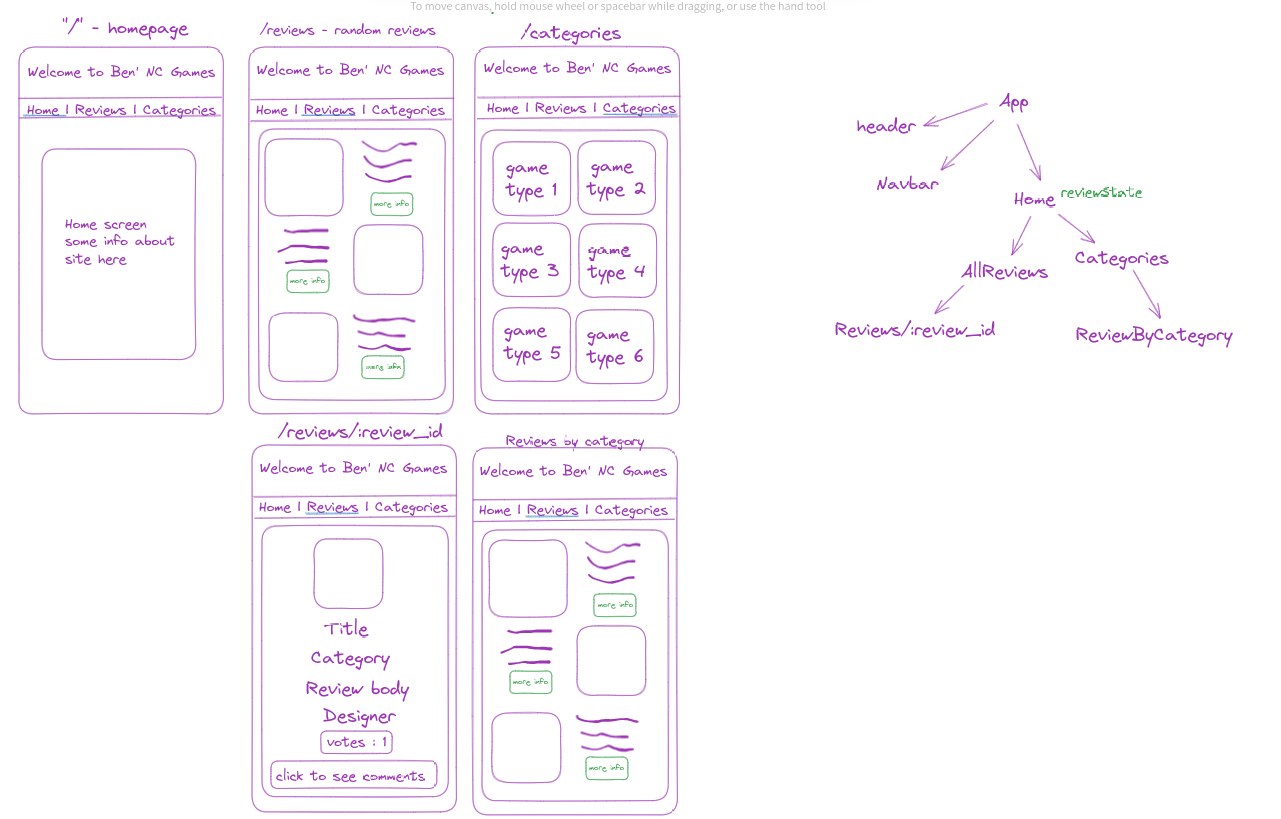 To move canvas, hold mouse wheel or spacebar while dragging, or use the hand tool
"/" - homepage
Welcome to Ben' NC Games
Home | Reviews | Categories
Home screen
some info about
site here
/reviews - random reviews
Welcome to Ben' NC Games
Home | Reviews | Categories
more info
more info
more info
/categories
Welcome to Ben' NC Games
Home | Reviews | Categories
game
type 1
game
type 2
game
type 3
game
type 4
game
type 5
game
type 6
/reviews/:review_id
Welcome to Ben' NC Games
Home | Reviews | Categories
Title
Category
Review body
Designer
votes : 1
click to see comments
Reviews by category
Welcome to Ben' NC Games
Home | Reviews | Categories
more info
more info
more info
App
header
Navbar
Home
reviewState
AllReviews
Categories
Reviews/:review_id
ReviewByCategory